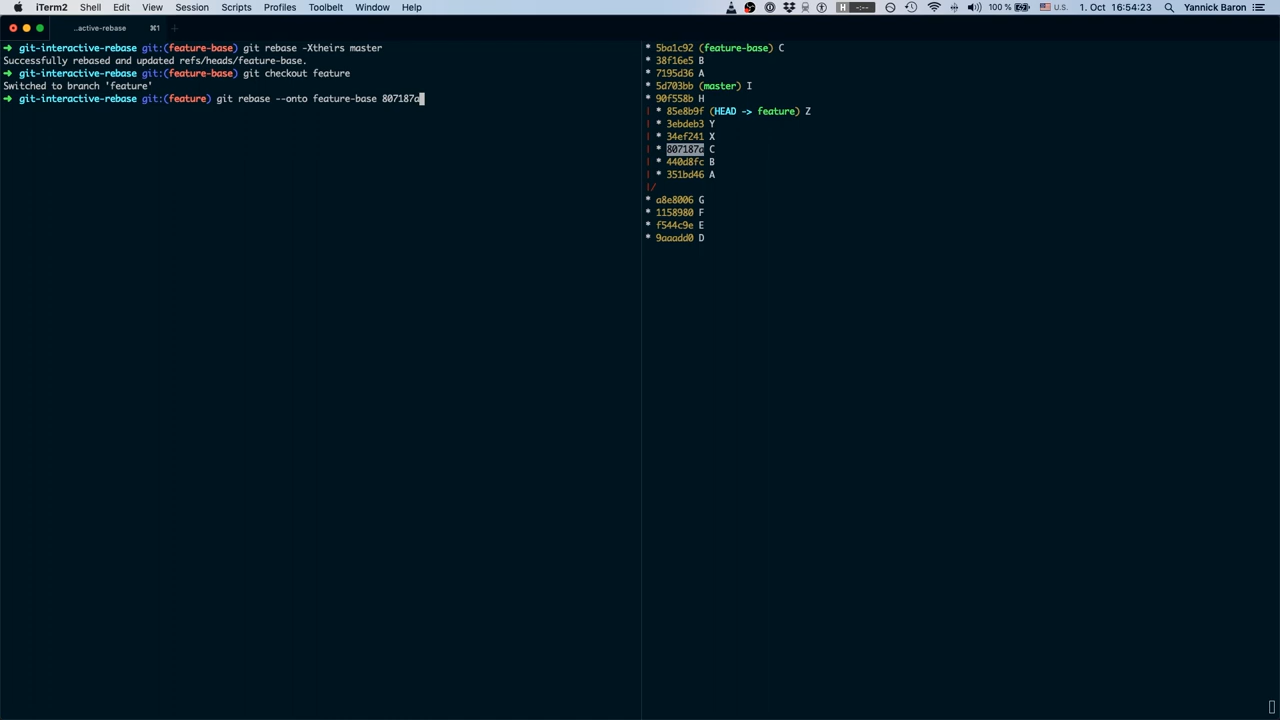 iTerm2 Shell Edit View Session Scripts Profiles Toolbelt Window Help H --:-- 100 % U.S. 1. Oct 16:54:23 Yannick Baron
..active-rebase ⌘1 +
➜ git-interactive-rebase git:(feature-base) git rebase -Xtheirs master
Successfully rebased and updated refs/heads/feature-base.
➜ git-interactive-rebase git:(feature-base) git checkout feature
Switched to branch 'feature'
➜ git-interactive-rebase git:(feature) git rebase --onto feature-base 807187a
* 5ba1c92 (feature-base) C
* 38f16e5 B
* 7195d36 A
* 5d703bb (master) I
* 90f558b H
| * 85e8b9f (HEAD -> feature) Z
| * 3ebdeb3 Y
| * 34ef241 X
| * 807187a C
| * 440d8fc B
| * 351bd46 A
|/
* a8e8006 G
* 1158980 F
* f544c9e E
* 9aaadd0 D